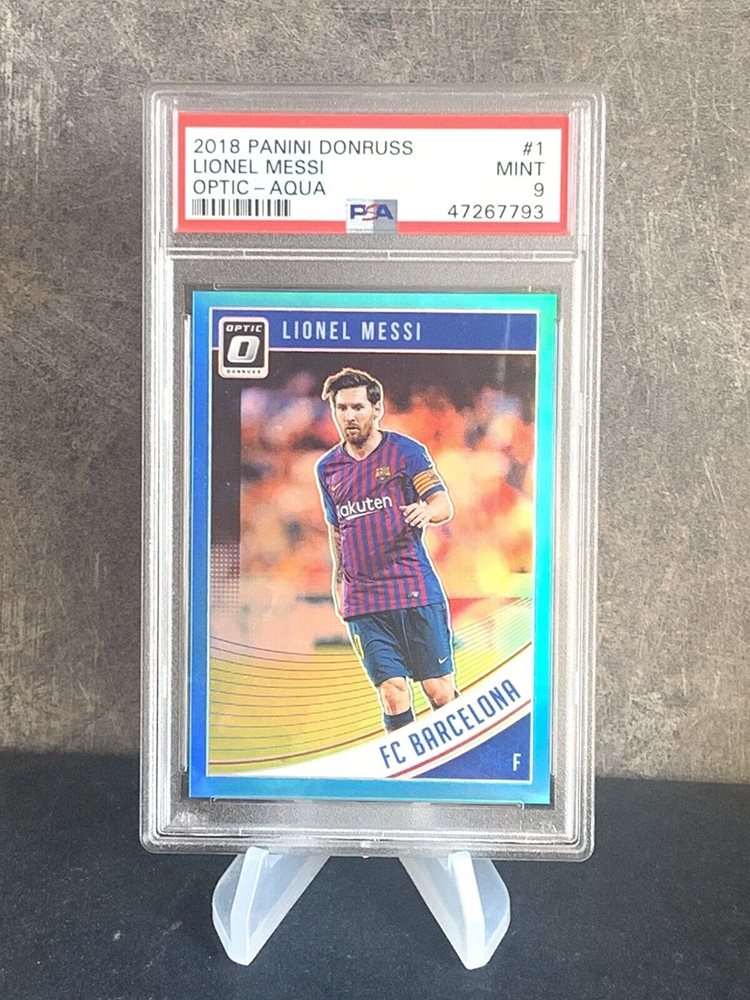 2018 PANINI DONRUSS #1
LIONEL MESSI MINT
OPTIC – AQUA 9
PSA 47267793
OPTIC
O
DONRUSS
LIONEL MESSI
Rakuten
FC BARCELONA
F